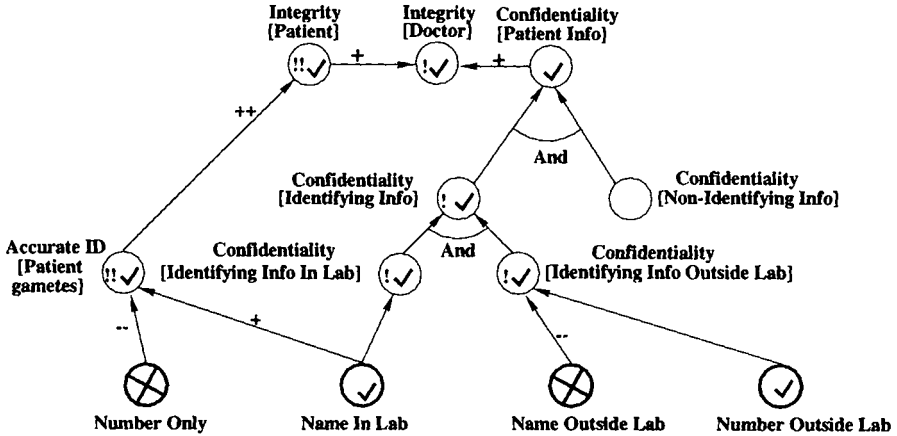 Integrity
[Patient]
Integrity
[Doctor]
Confidentiality
[Patient Info]
!!
+
!
+
++
And
Confidentiality
[Identifying Info]
!
Confidentiality
[Non-Identifying Info]
Accurate ID
[Patient
gametes]
!!
Confidentiality
[Identifying Info In Lab]
!
And
!
Confidentiality
[Identifying Info Outside Lab]
--
+
--
Number Only
Name In Lab
Name Outside Lab
Number Outside Lab